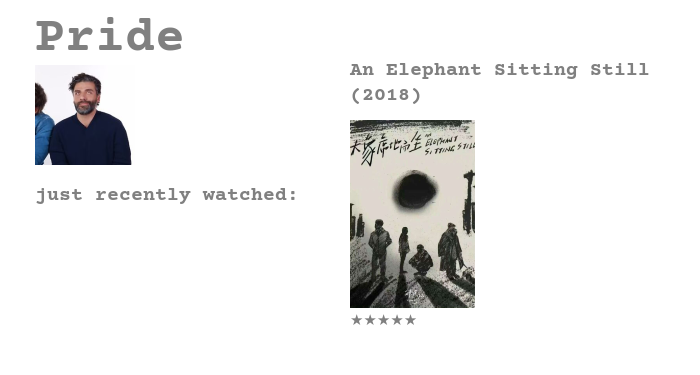 Pride
just recently watched:
An Elephant Sitting Still
(2018)
大象席地而坐
AN
ELEPHANT
SITTING STILL
★★★★★